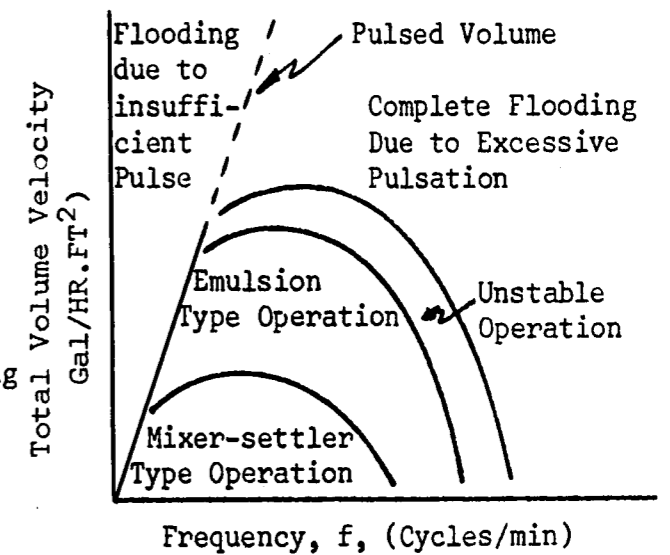 Flooding
due to
insuffi-
cient
Pulse
Pulsed Volume
Complete Flooding
Due to Excessive
Pulsation
Emulsion
Type Operation
Unstable
Operation
Mixer-settler
Type Operation
Total Volume Velocity
Gal/HR.FT²)
Frequency, f, (Cycles/min)